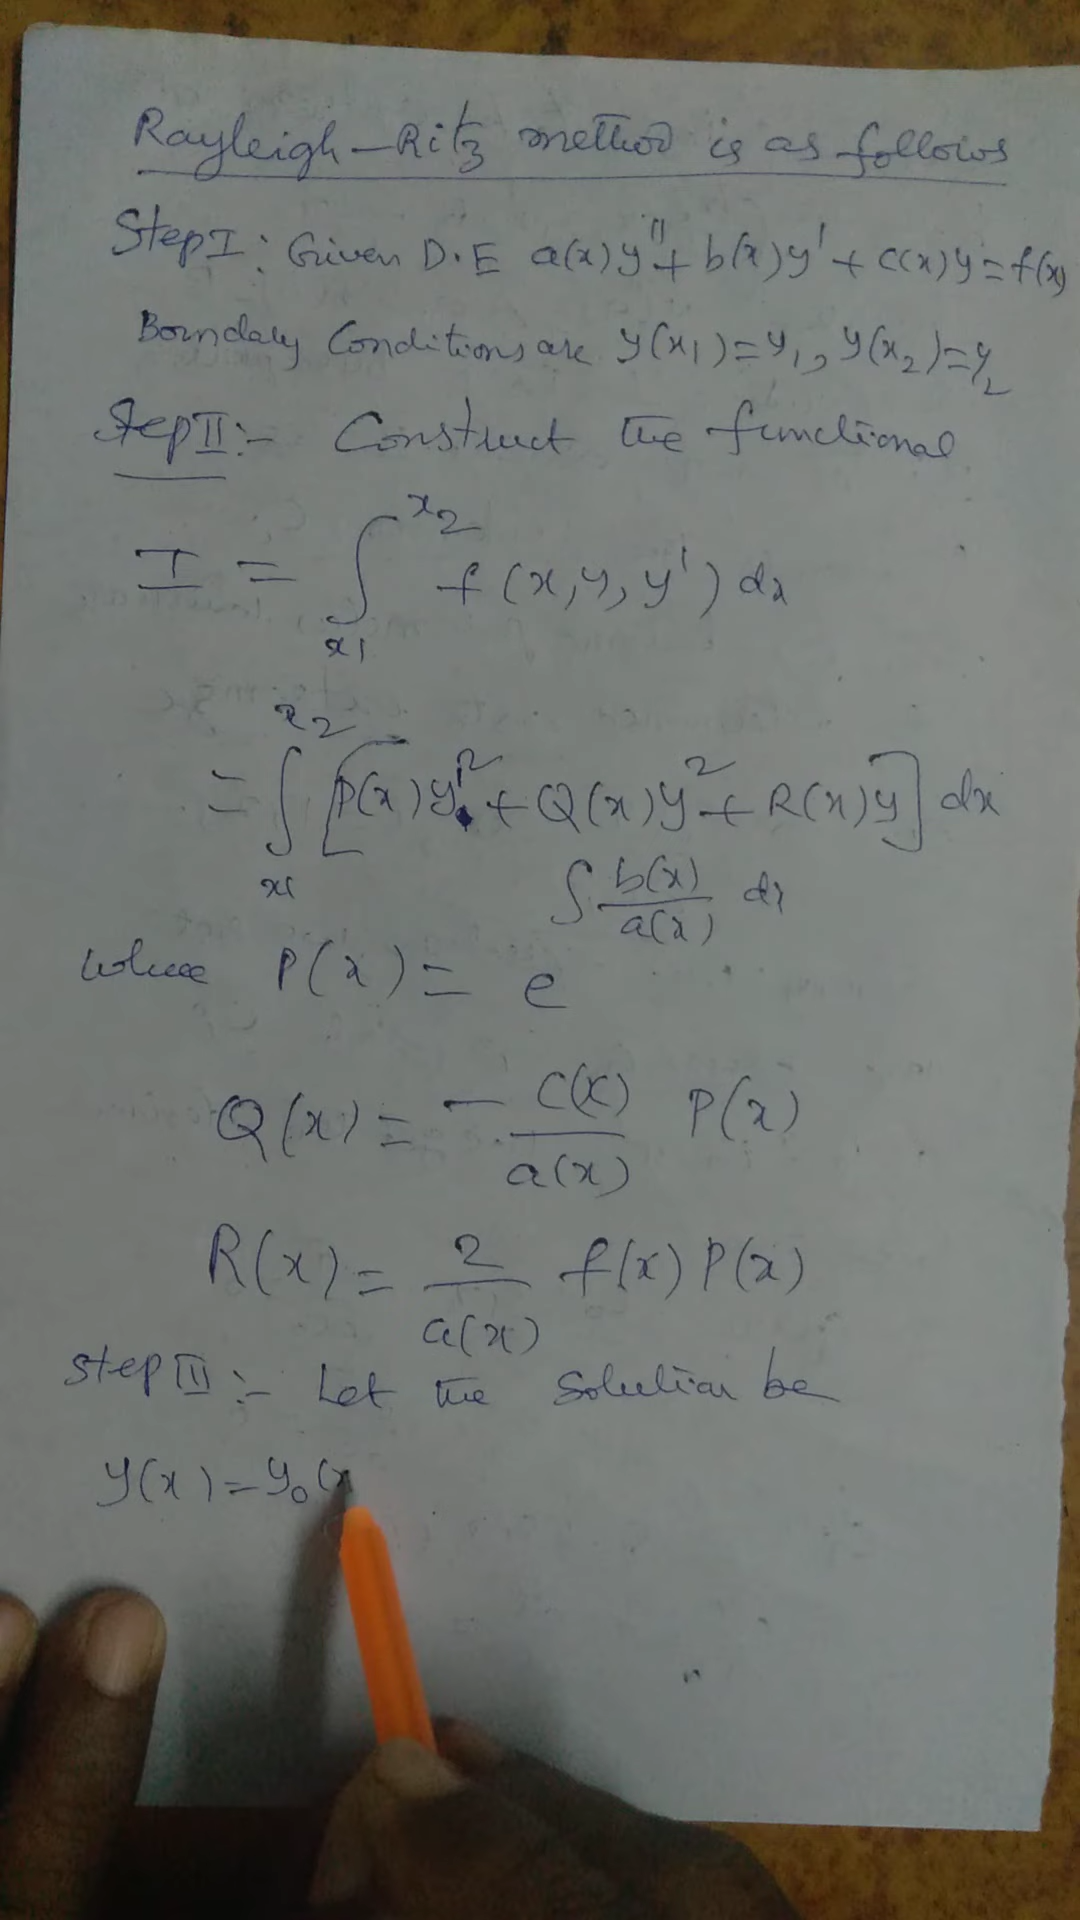 Rayleigh-Ritz method is as follows
Step I: Given D.E a(x)y'' + b(x)y' + c(x)y = f(x)
Boundary Conditions are y(x₁)=y₁, y(x₂)=y₂
Step II:- Construct the functional
I = ∫_{x1}^{x2} f(x,y,y') dx
= ∫_{x1}^{x2} [P(x)y'² + Q(x)y² + R(x)y] dx
where P(x) = e^{∫ b(x)/a(x) dx}
Q(x) = - c(x)/a(x) P(x)
R(x) = 2/a(x) f(x) P(x)
Step III:- Let the Solution be
y(x) = y₀(x